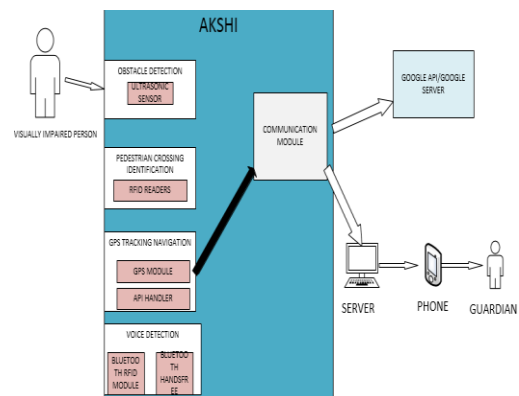 AKSHI
OBSTACLE DETECTION
ULTRASONIC
SENSOR
VISUALLY IMPAIRED PERSON
PEDESTRIAN CROSSING
IDENTIFICATION
RFID READERS
GPS TRACKING NAVIGATION
GPS MODULE
API HANDLER
VOICE DETECTION
BLUETOO
TH RFID
MODULE
BLUETOO
TH
HANDSFR
EE
COMMUNICATION
MODULE
GOOGLE API/GOOGLE
SERVER
SERVER
PHONE
GUARDIAN